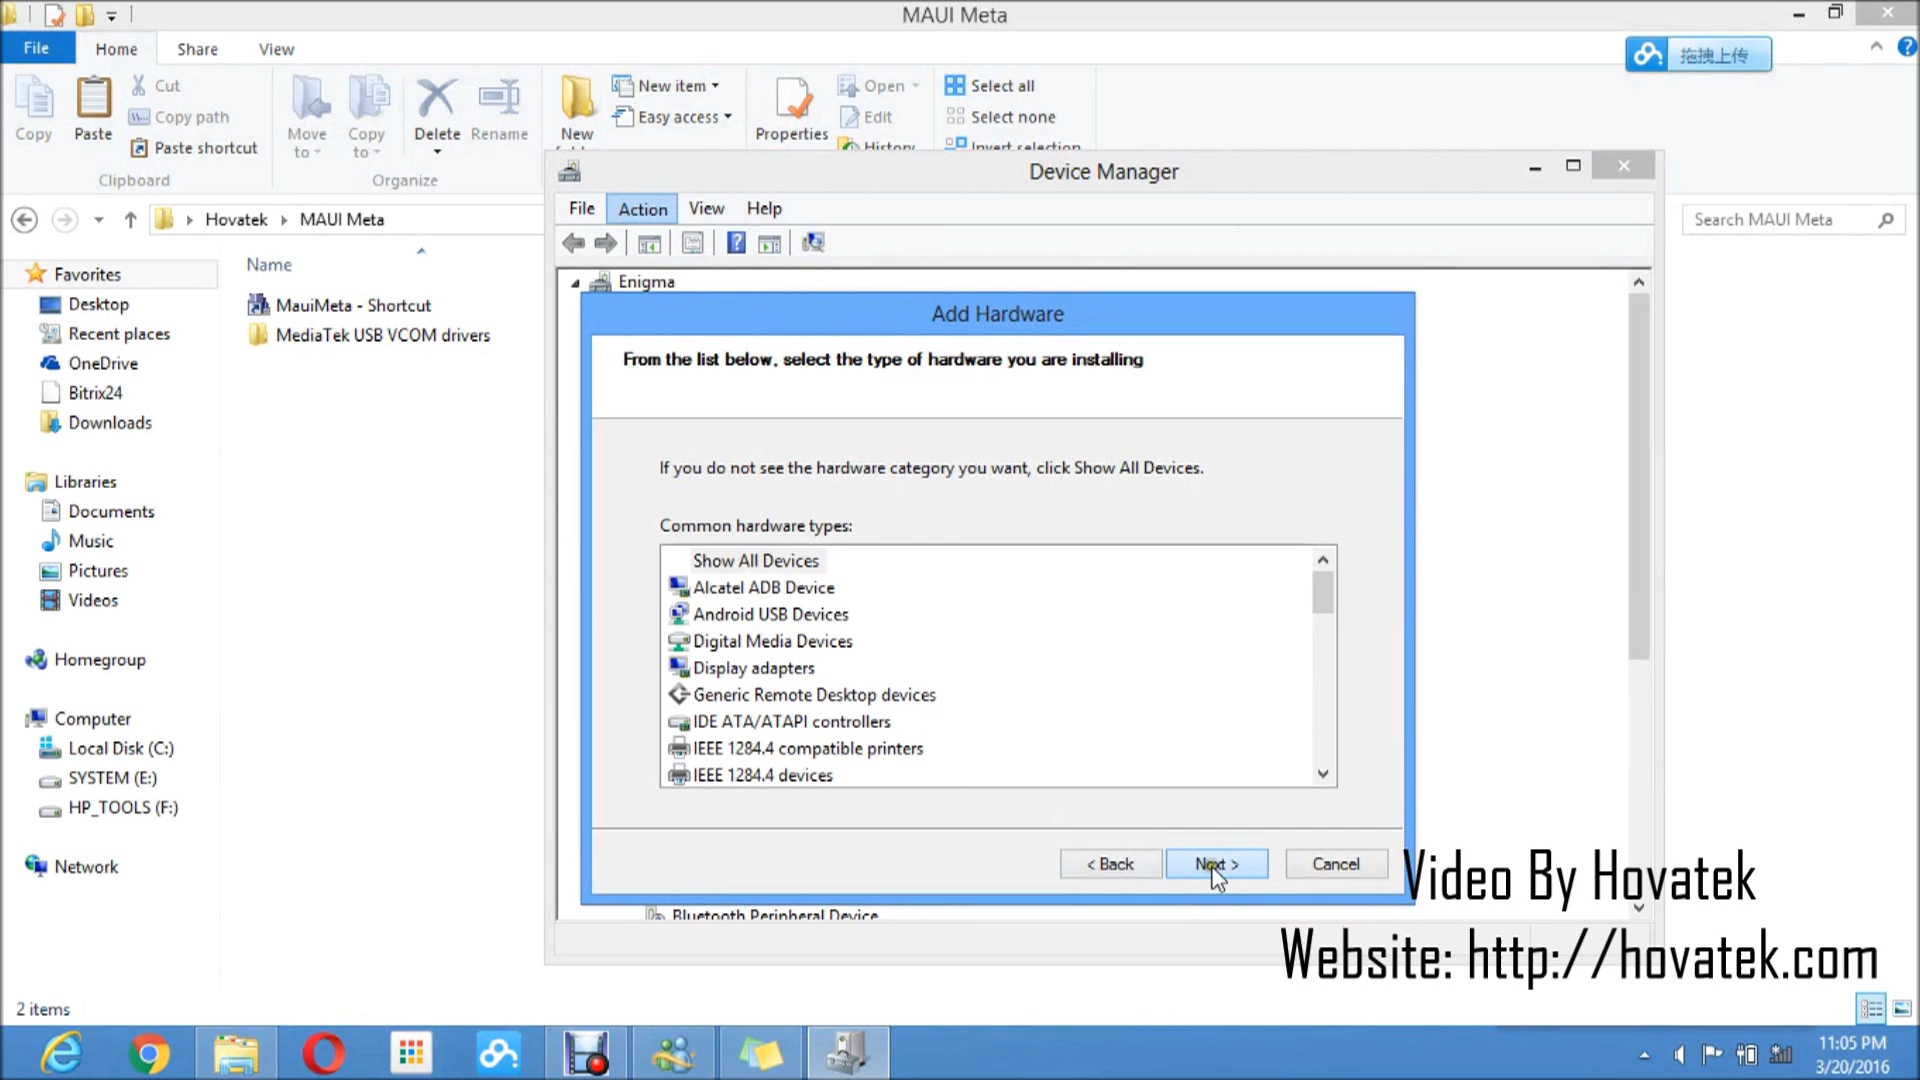 MAUI Meta
File Home Share View
拖拽上传
Copy
Paste
Cut
Copy path
Paste shortcut
Clipboard
Move to
Copy to
Delete
Rename
Organize
New
New item
Easy access
Properties
Open
Edit
History
Select all
Select none
Invert selection
Hovatek MAUI Meta
Search MAUI Meta
Favorites
Desktop
Recent places
OneDrive
Bitrix24
Downloads
Libraries
Documents
Music
Pictures
Videos
Homegroup
Computer
Local Disk (C:)
SYSTEM (E:)
HP_TOOLS (F:)
Network
Name
MauiMeta - Shortcut
MediaTek USB VCOM drivers
Device Manager
File Action View Help
Enigma
Add Hardware
From the list below, select the type of hardware you are installing
If you do not see the hardware category you want, click Show All Devices.
Common hardware types:
Show All Devices
Alcatel ADB Device
Android USB Devices
Digital Media Devices
Display adapters
Generic Remote Desktop devices
IDE ATA/ATAPI controllers
IEEE 1284.4 compatible printers
IEEE 1284.4 devices
< Back Next > Cancel
Bluetooth Peripheral Device
Video By Hovatek
Website: http://hovatek.com
2 items
11:05 PM
3/20/2016